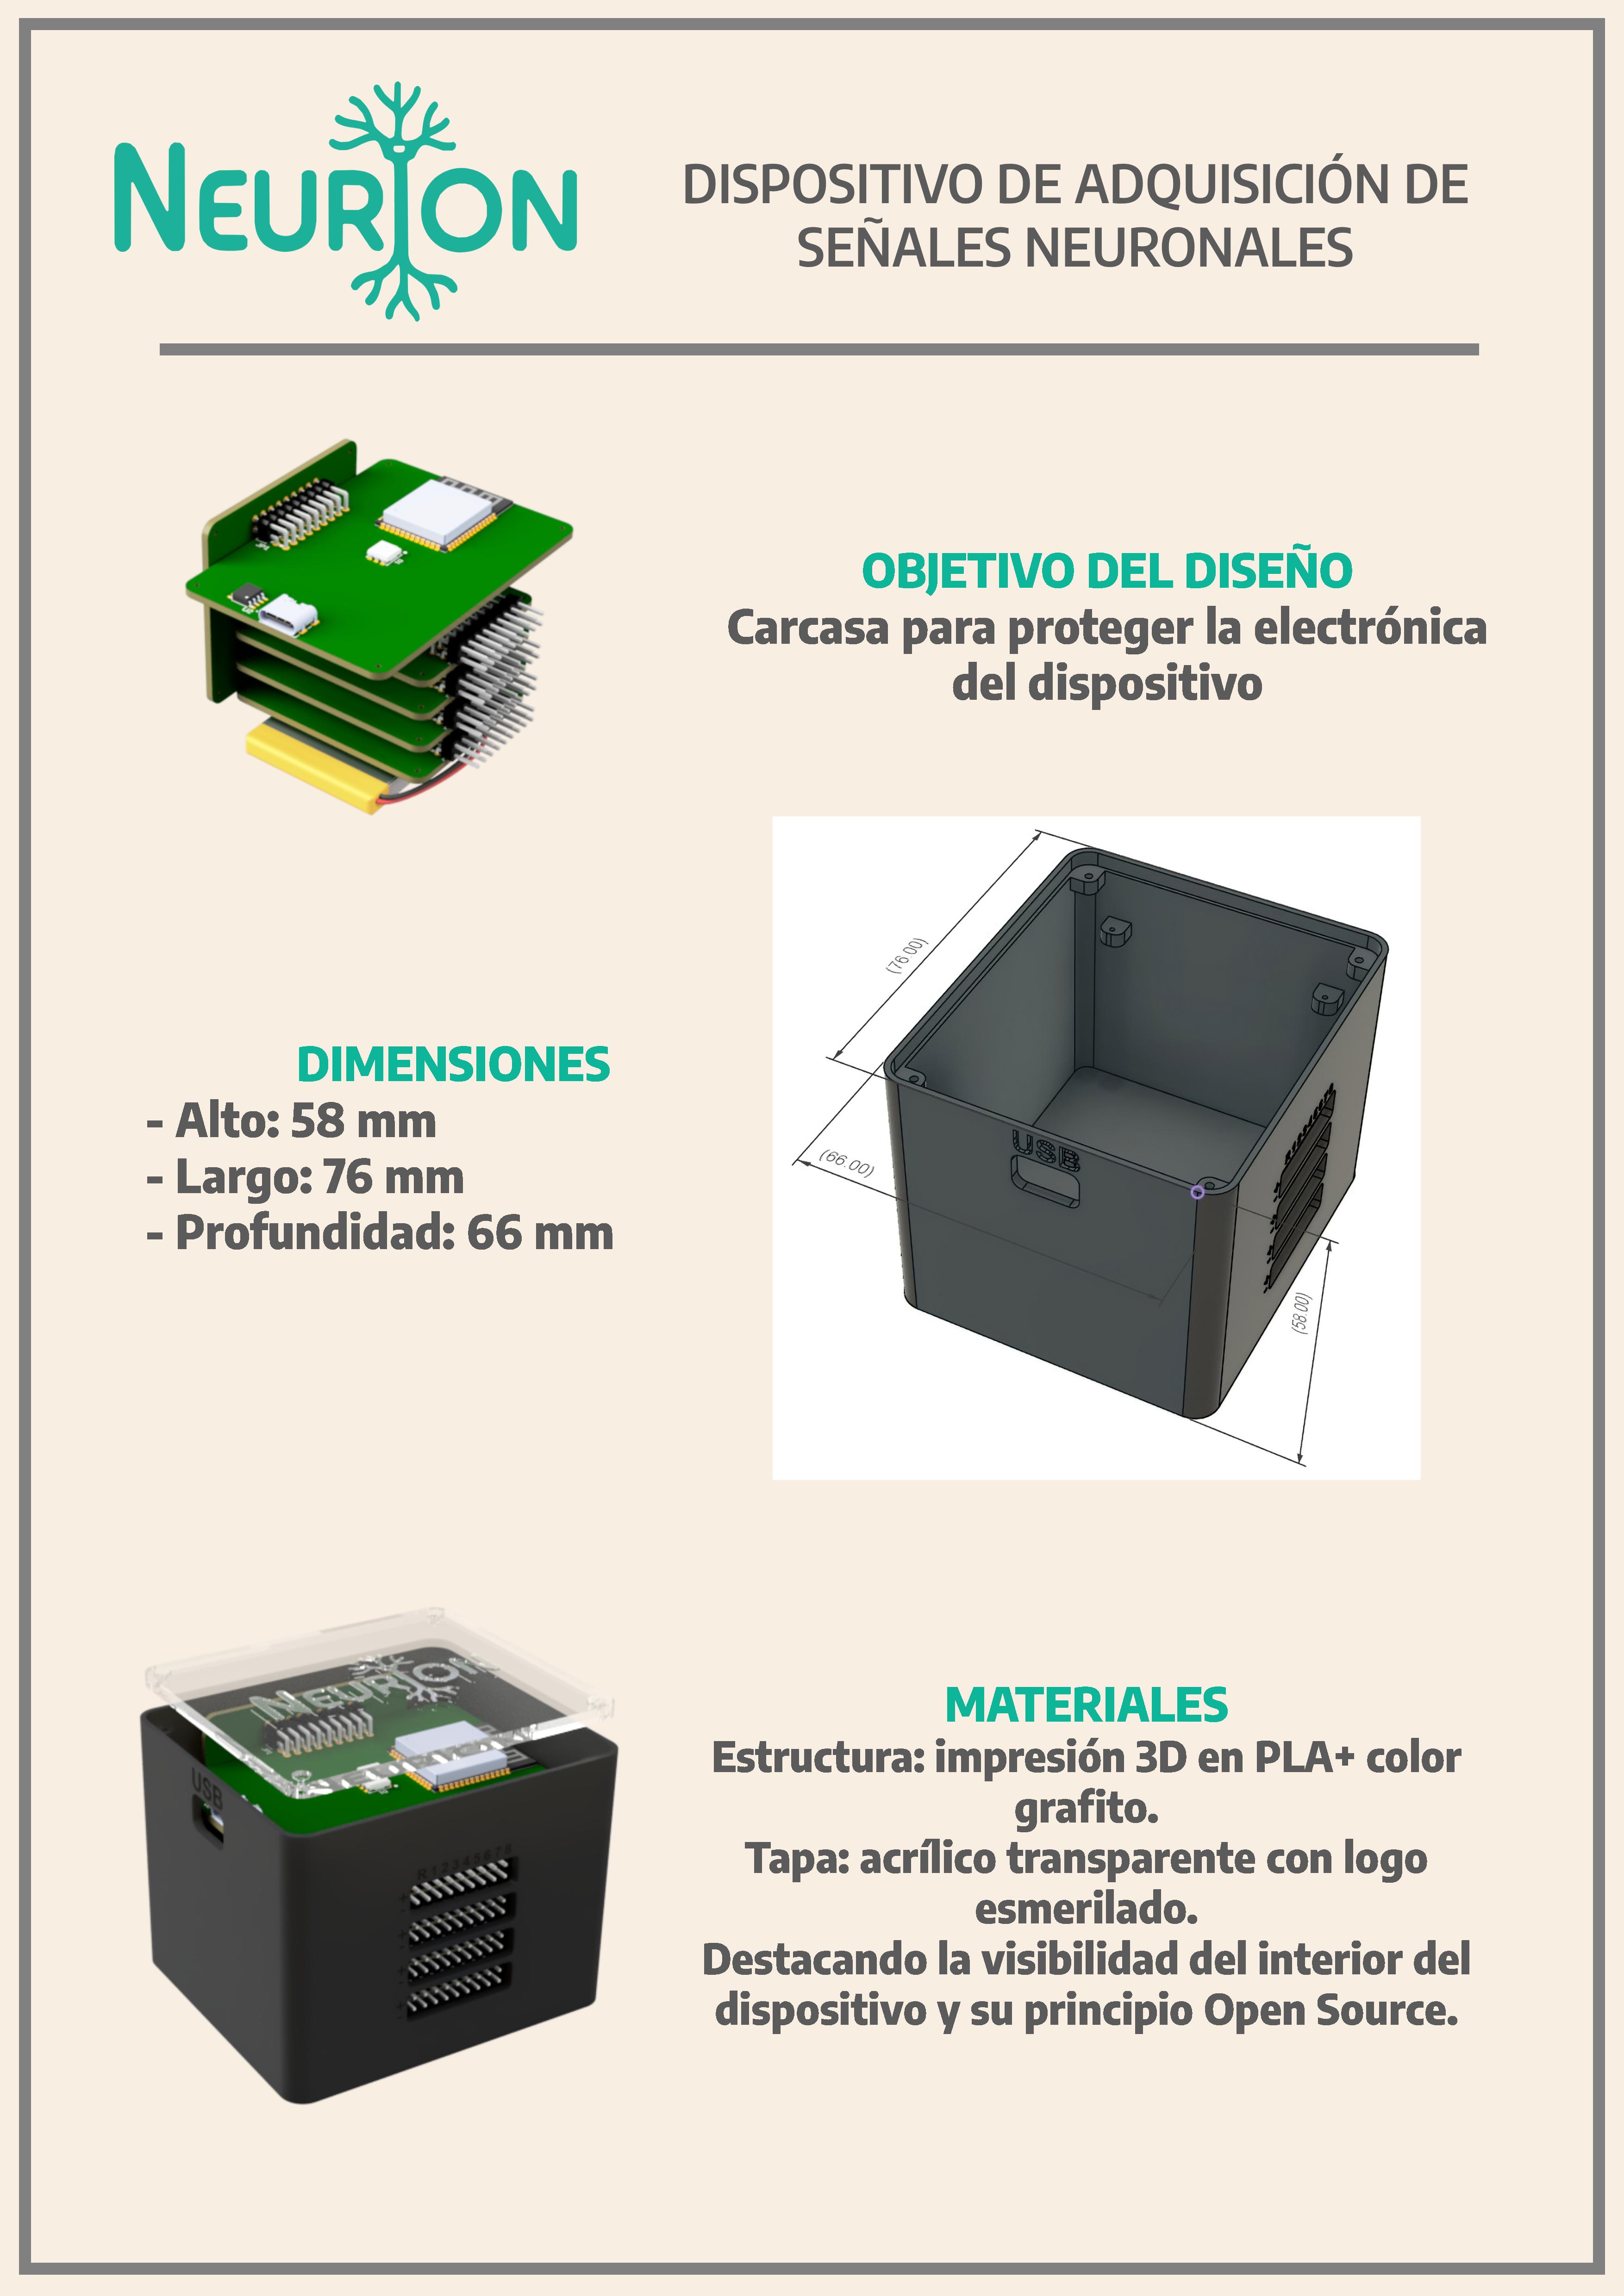 NEURION
DISPOSITIVO DE ADQUISICIÓN DE
SEÑALES NEURONALES
OBJETIVO DEL DISEÑO
Carcasa para proteger la electrónica
del dispositivo
(76.00)
(66.00)
USB
(58.00)
DIMENSIONES
- Alto: 58 mm
- Largo: 76 mm
- Profundidad: 66 mm
NEURION
USB
R12345678
MATERIALES
Estructura: impresión 3D en PLA+ color
grafito.
Tapa: acrílico transparente con logo
esmerilado.
Destacando la visibilidad del interior del
dispositivo y su principio Open Source.